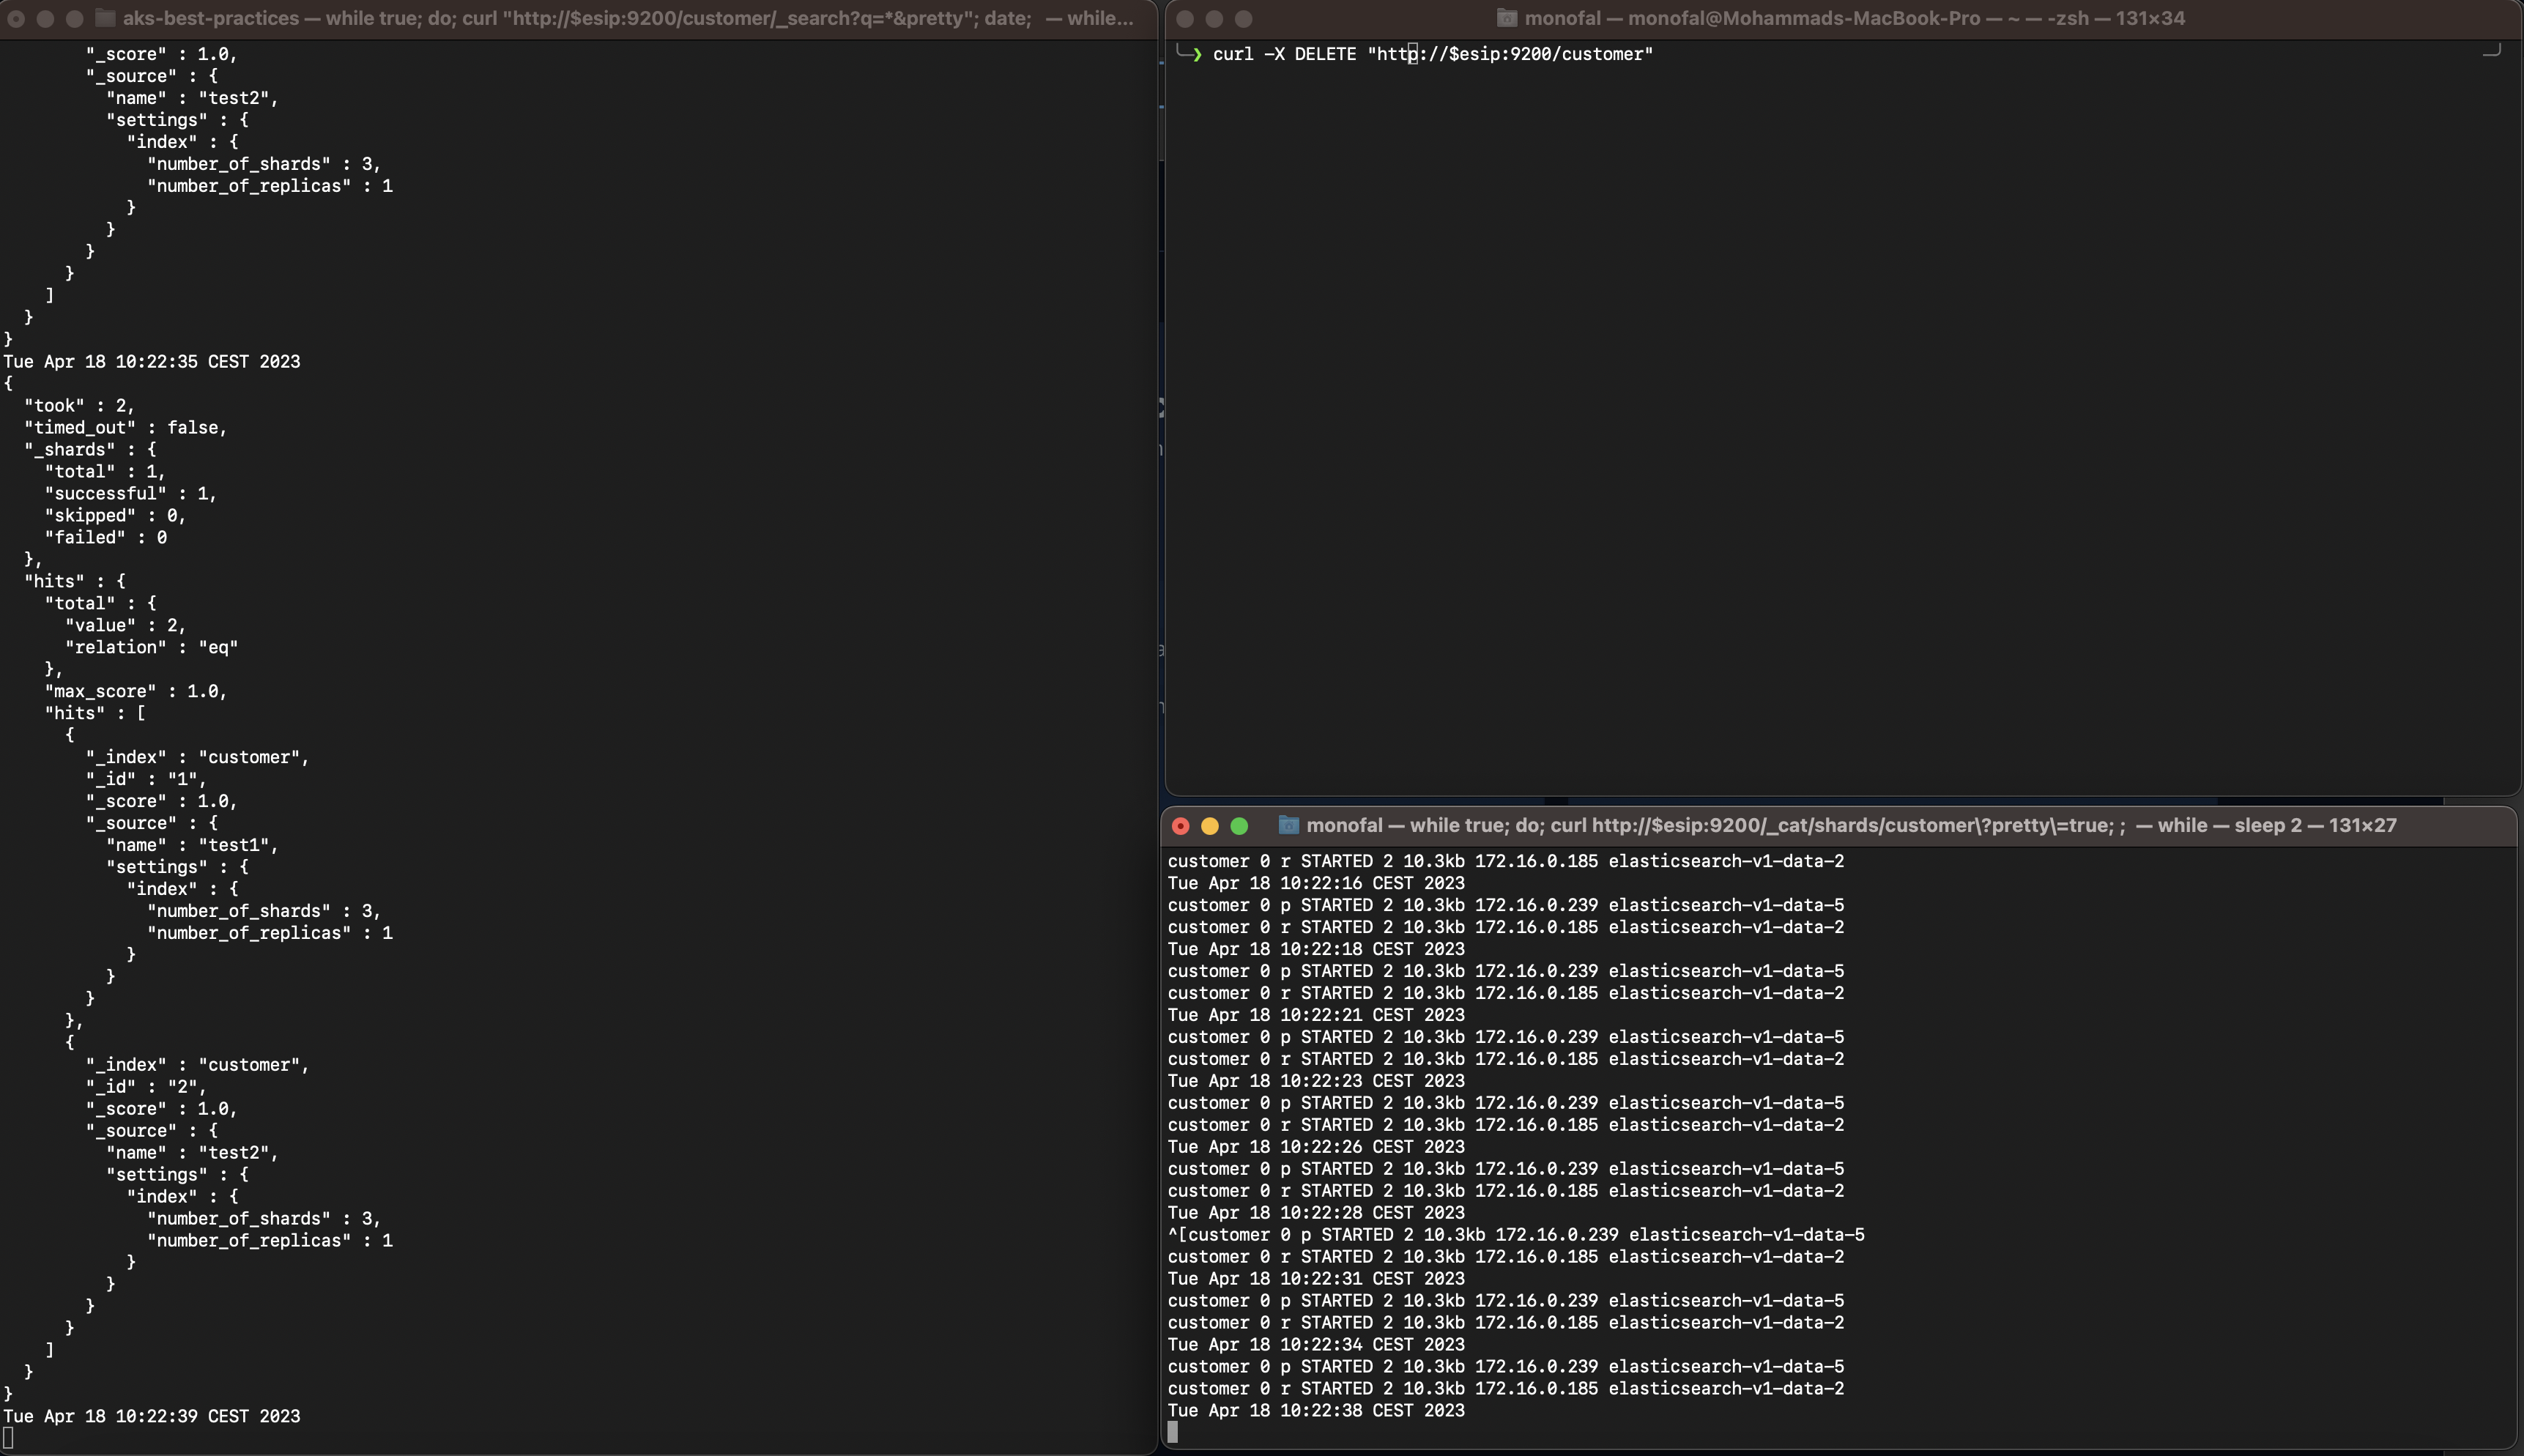 aks-best-practices — while true; do; curl "http://$esip:9200/customer/_search?q=*&pretty"; date; — while...
        "_score" : 1.0,
        "_source" : {
          "name" : "test2",
          "settings" : {
            "index" : {
              "number_of_shards" : 3,
              "number_of_replicas" : 1
            }
          }
        }
      }
    ]
  }
}
Tue Apr 18 10:22:35 CEST 2023
{
  "took" : 2,
  "timed_out" : false,
  "_shards" : {
    "total" : 1,
    "successful" : 1,
    "skipped" : 0,
    "failed" : 0
  },
  "hits" : {
    "total" : {
      "value" : 2,
      "relation" : "eq"
    },
    "max_score" : 1.0,
    "hits" : [
      {
        "_index" : "customer",
        "_id" : "1",
        "_score" : 1.0,
        "_source" : {
          "name" : "test1",
          "settings" : {
            "index" : {
              "number_of_shards" : 3,
              "number_of_replicas" : 1
            }
          }
        }
      },
      {
        "_index" : "customer",
        "_id" : "2",
        "_score" : 1.0,
        "_source" : {
          "name" : "test2",
          "settings" : {
            "index" : {
              "number_of_shards" : 3,
              "number_of_replicas" : 1
            }
          }
        }
      }
    ]
  }
}
Tue Apr 18 10:22:39 CEST 2023
monofal — monofal@Mohammads-MacBook-Pro — ~ — -zsh — 131×34
❯ curl -X DELETE "http://$esip:9200/customer"
monofal — while true; do; curl http://$esip:9200/_cat/shards/customer\?pretty\=true; ; — while — sleep 2 — 131×27
customer 0 r STARTED 2 10.3kb 172.16.0.185 elasticsearch-v1-data-2
Tue Apr 18 10:22:16 CEST 2023
customer 0 p STARTED 2 10.3kb 172.16.0.239 elasticsearch-v1-data-5
customer 0 r STARTED 2 10.3kb 172.16.0.185 elasticsearch-v1-data-2
Tue Apr 18 10:22:18 CEST 2023
customer 0 p STARTED 2 10.3kb 172.16.0.239 elasticsearch-v1-data-5
customer 0 r STARTED 2 10.3kb 172.16.0.185 elasticsearch-v1-data-2
Tue Apr 18 10:22:21 CEST 2023
customer 0 p STARTED 2 10.3kb 172.16.0.239 elasticsearch-v1-data-5
customer 0 r STARTED 2 10.3kb 172.16.0.185 elasticsearch-v1-data-2
Tue Apr 18 10:22:23 CEST 2023
customer 0 p STARTED 2 10.3kb 172.16.0.239 elasticsearch-v1-data-5
customer 0 r STARTED 2 10.3kb 172.16.0.185 elasticsearch-v1-data-2
Tue Apr 18 10:22:26 CEST 2023
customer 0 p STARTED 2 10.3kb 172.16.0.239 elasticsearch-v1-data-5
customer 0 r STARTED 2 10.3kb 172.16.0.185 elasticsearch-v1-data-2
Tue Apr 18 10:22:28 CEST 2023
^[customer 0 p STARTED 2 10.3kb 172.16.0.239 elasticsearch-v1-data-5
customer 0 r STARTED 2 10.3kb 172.16.0.185 elasticsearch-v1-data-2
Tue Apr 18 10:22:31 CEST 2023
customer 0 p STARTED 2 10.3kb 172.16.0.239 elasticsearch-v1-data-5
customer 0 r STARTED 2 10.3kb 172.16.0.185 elasticsearch-v1-data-2
Tue Apr 18 10:22:34 CEST 2023
customer 0 p STARTED 2 10.3kb 172.16.0.239 elasticsearch-v1-data-5
customer 0 r STARTED 2 10.3kb 172.16.0.185 elasticsearch-v1-data-2
Tue Apr 18 10:22:38 CEST 2023